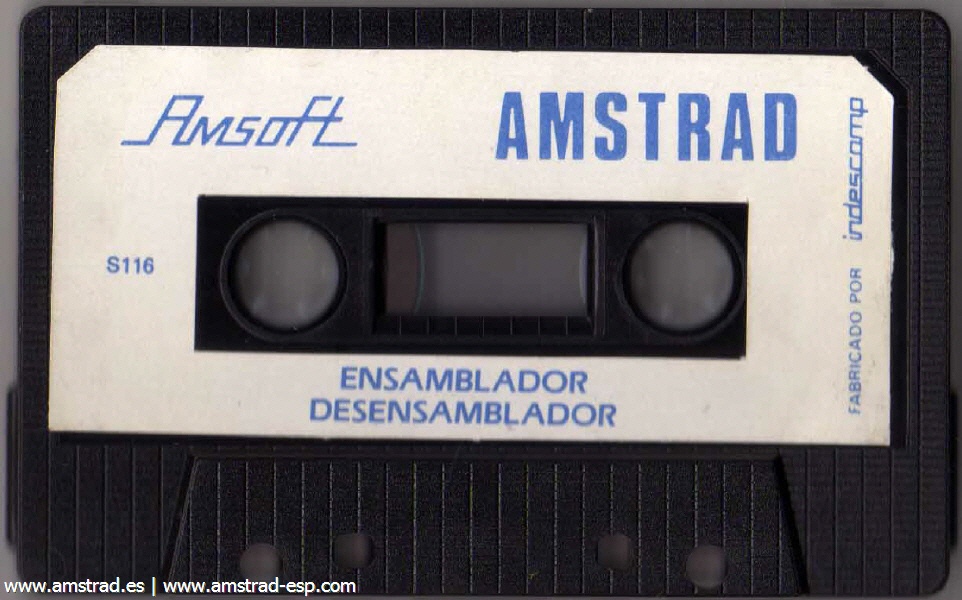 Amsoft
AMSTRAD
S116
ENSAMBLADOR
DESENSAMBLADOR
FABRICADO POR indescomp
www.amstrad.es | www.amstrad-esp.com